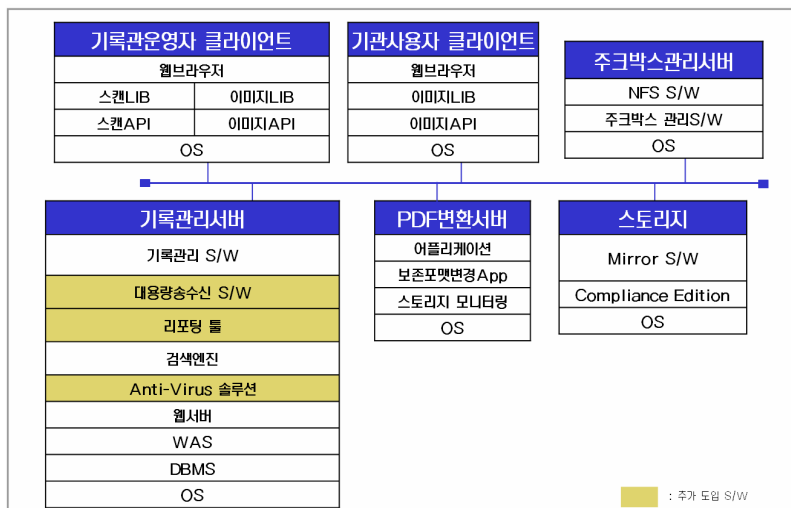 기록관운영자 클라이언트
웹브라우저
스캔LIB 이미지LIB
스캔API 이미지API
OS
기관사용자 클라이언트
웹브라우저
이미지LIB
이미지API
OS
주크박스관리서버
NFS S/W
주크박스 관리S/W
OS
기록관리서버
기록관리 S/W
대용량송수신 S/W
리포팅 툴
검색엔진
Anti-Virus 솔루션
웹서버
WAS
DBMS
OS
PDF변환서버
어플리케이션
보존포맷변경App
스토리지 모니터링
OS
스토리지
Mirror S/W
Compliance Edition
OS
: 추가 도입 S/W